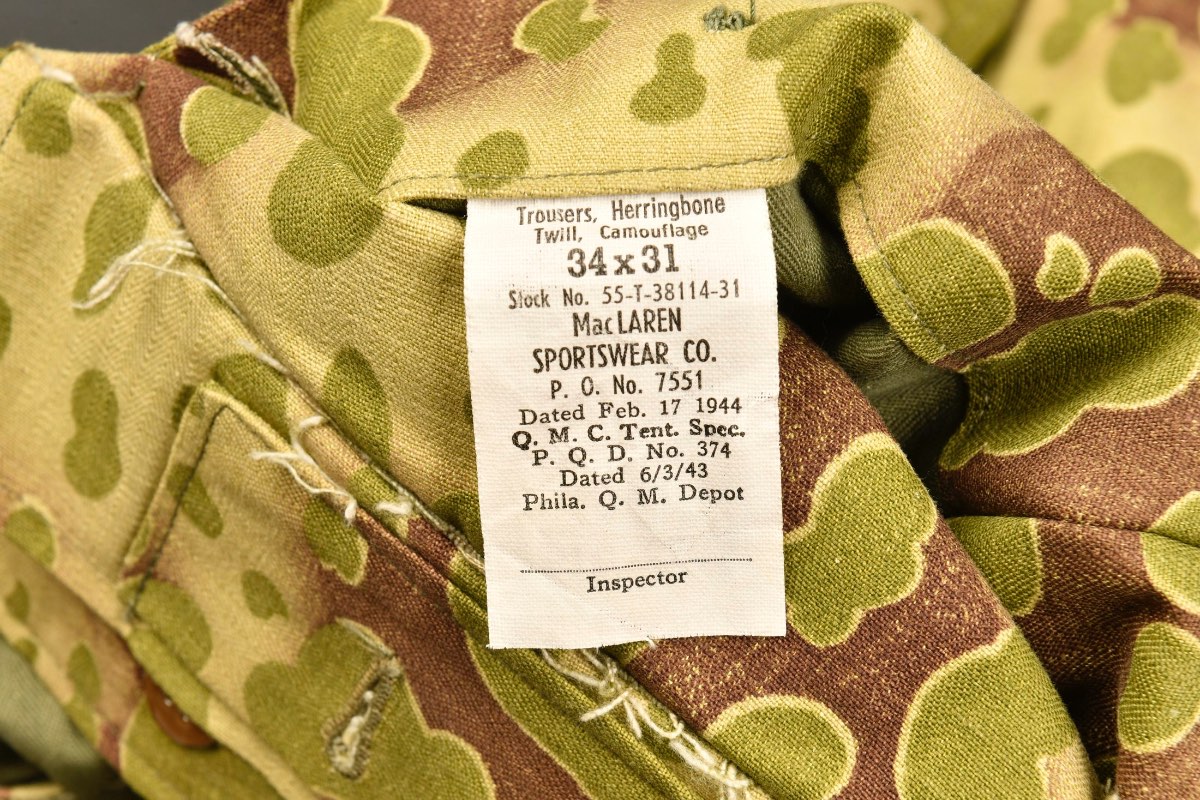 Trousers, Herringbone
Twill, Camouflage
34x31
Stock No. 55-T-38114-31
MacLAREN
SPORTSWEAR CO.
P. O. No. 7551
Dated Feb. 17 1944
Q. M. C. Tent. Spec.
P. Q. D. No. 374
Dated 6/3/43
Phila. Q. M. Depot
Inspector